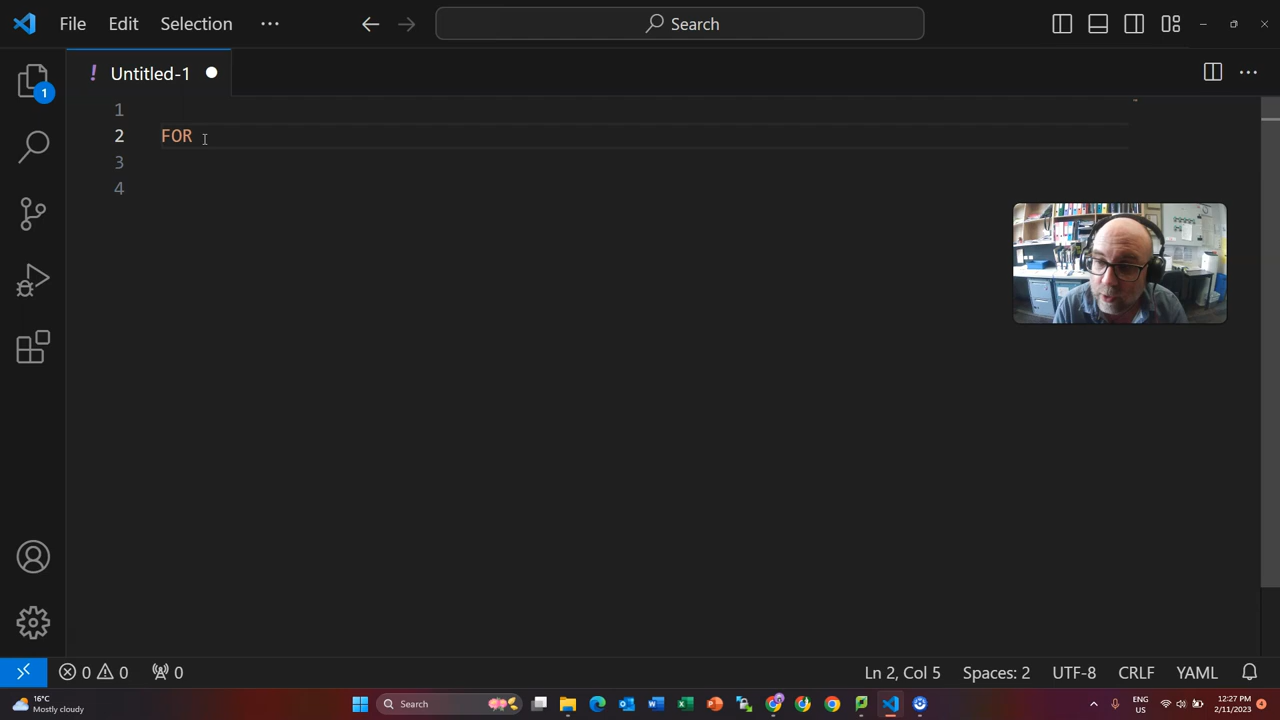 File Edit Selection ··· Search
! Untitled-1
1
1
2 FOR
3
4
0 0 0 Ln 2, Col 5 Spaces: 2 UTF-8 CRLF YAML
16°C
Mostly cloudy
Search
ENG
US
12:27 PM
2/11/2023
4